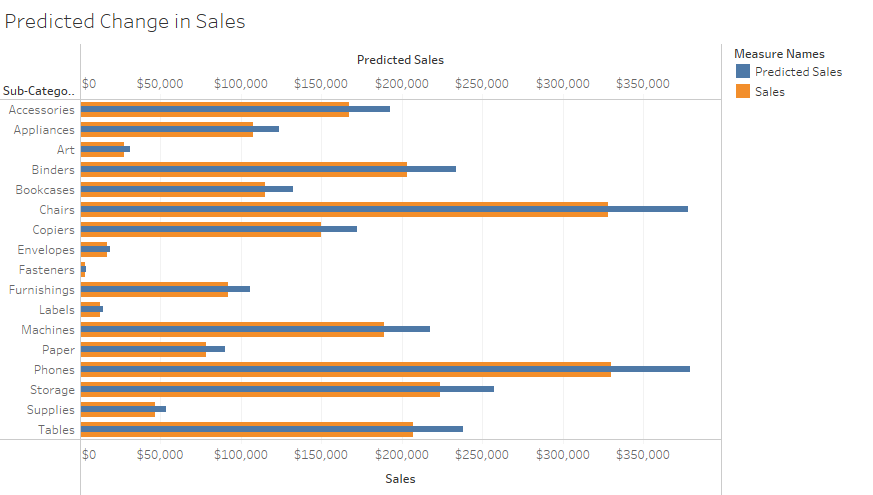 Predicted Change in Sales
Predicted Sales
Sub-Catego.. $0 $50,000 $100,000 $150,000 $200,000 $250,000 $300,000 $350,000
Accessories
Appliances
Art
Binders
Bookcases
Chairs
Copiers
Envelopes
Fasteners
Furnishings
Labels
Machines
Paper
Phones
Storage
Supplies
Tables
$0 $50,000 $100,000 $150,000 $200,000 $250,000 $300,000 $350,000
Sales
Measure Names
Predicted Sales
Sales